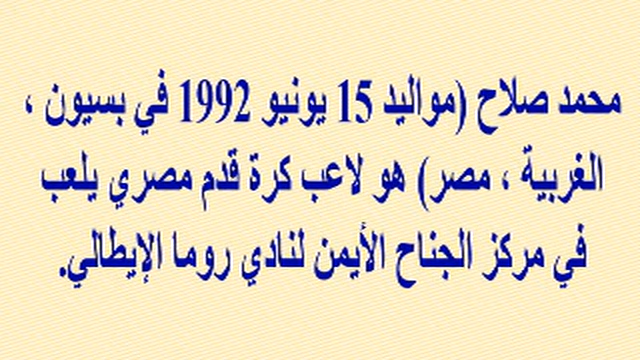 محمد صلاح (مواليد 15 يونيو 1992 في بسيون ،
الغربية ، مصر) هو لاعب كرة قدم مصري يلعب
في مركز الجناح الأيمن لنادي روما الإيطالي.